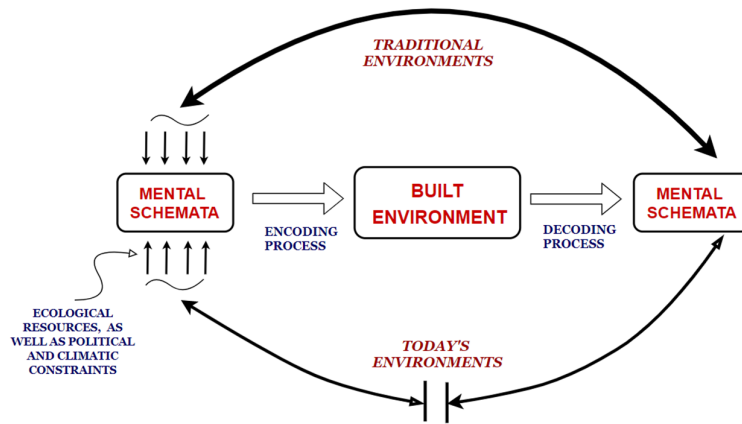 TRADITIONAL
ENVIRONMENTS
MENTAL
SCHEMATA
ENCODING
PROCESS
BUILT
ENVIRONMENT
DECODING
PROCESS
MENTAL
SCHEMATA
ECOLOGICAL
RESOURCES, AS
WELL AS POLITICAL
AND CLIMATIC
CONSTRAINTS
TODAY'S
ENVIRONMENTS